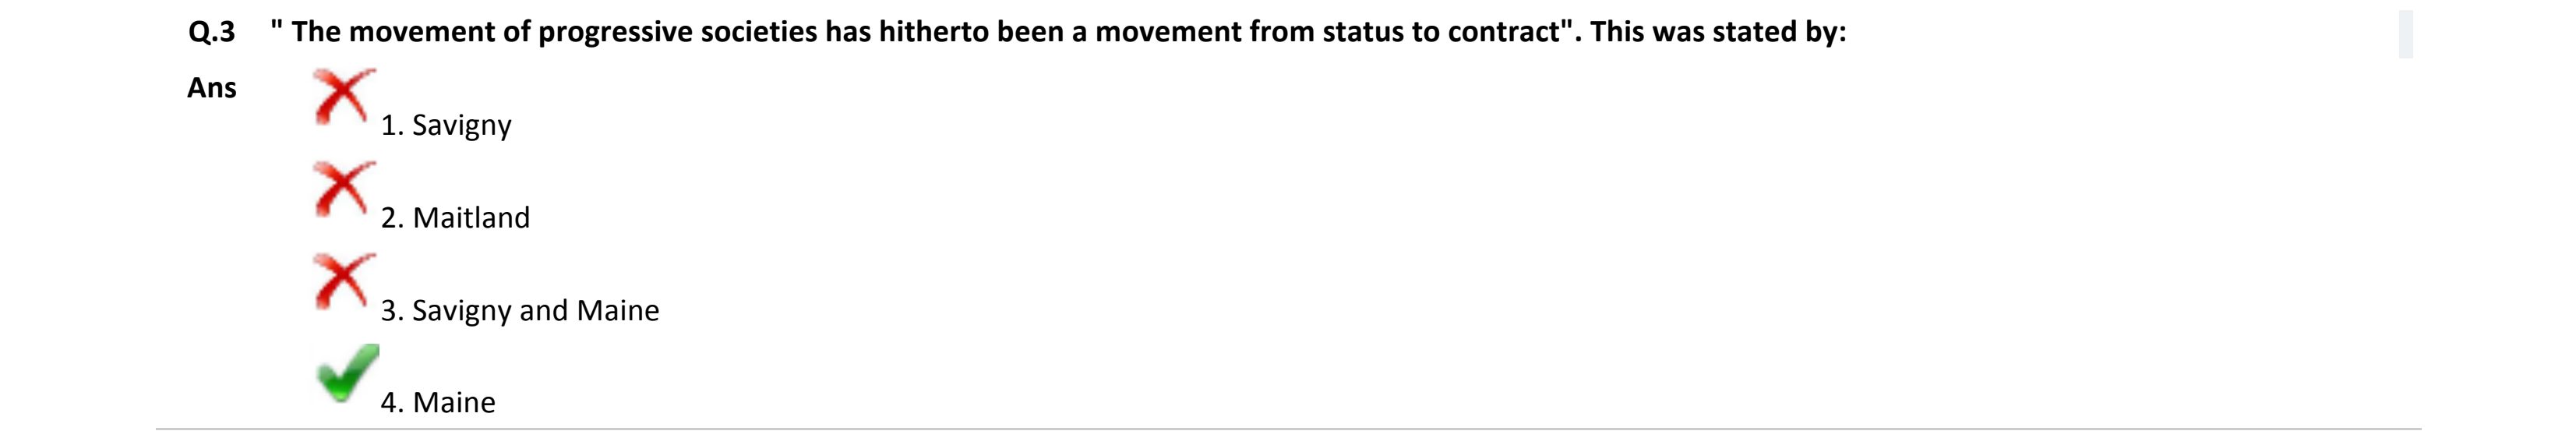 Q.3 " The movement of progressive societies has hitherto been a movement from status to contract". This was stated by:
Ans
1. Savigny
2. Maitland
3. Savigny and Maine
4. Maine